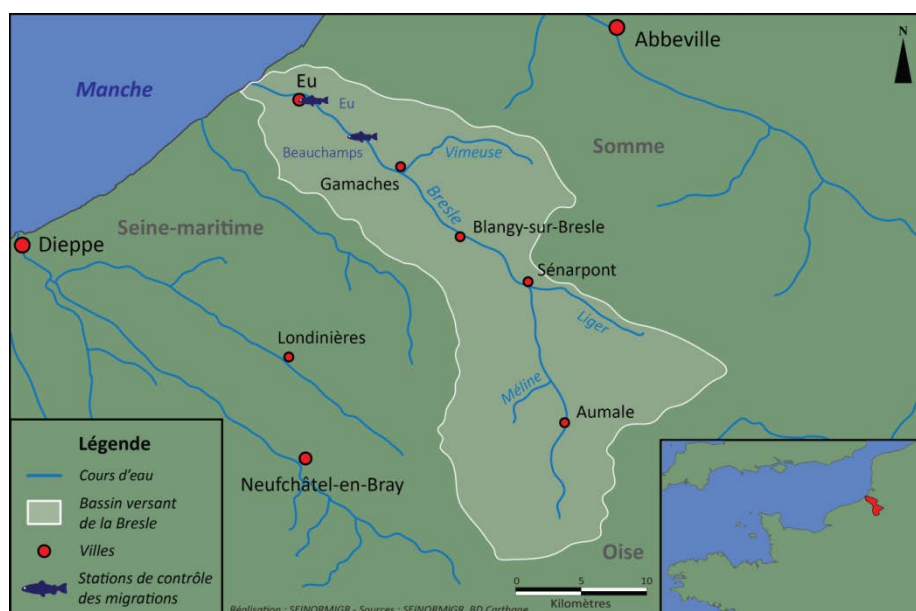 Abbeville
N
Manche
Eu
Eu
Beauchamps
Vimeuse
Somme
Gamaches
Bresle
Seine-maritime
Blangy-sur-Bresle
Dieppe
Sénarpont
Liger
Londinières
Méline
Aumale
Neufchâtel-en-Bray
Oise
Légende
Cours d'eau
Bassin versant
de la Bresle
Villes
Stations de contrôle
des migrations
0 5 10
Kilomètres
Réalisation : SEINORMIGR - Sources : SEINORMIGR, BD Carthage